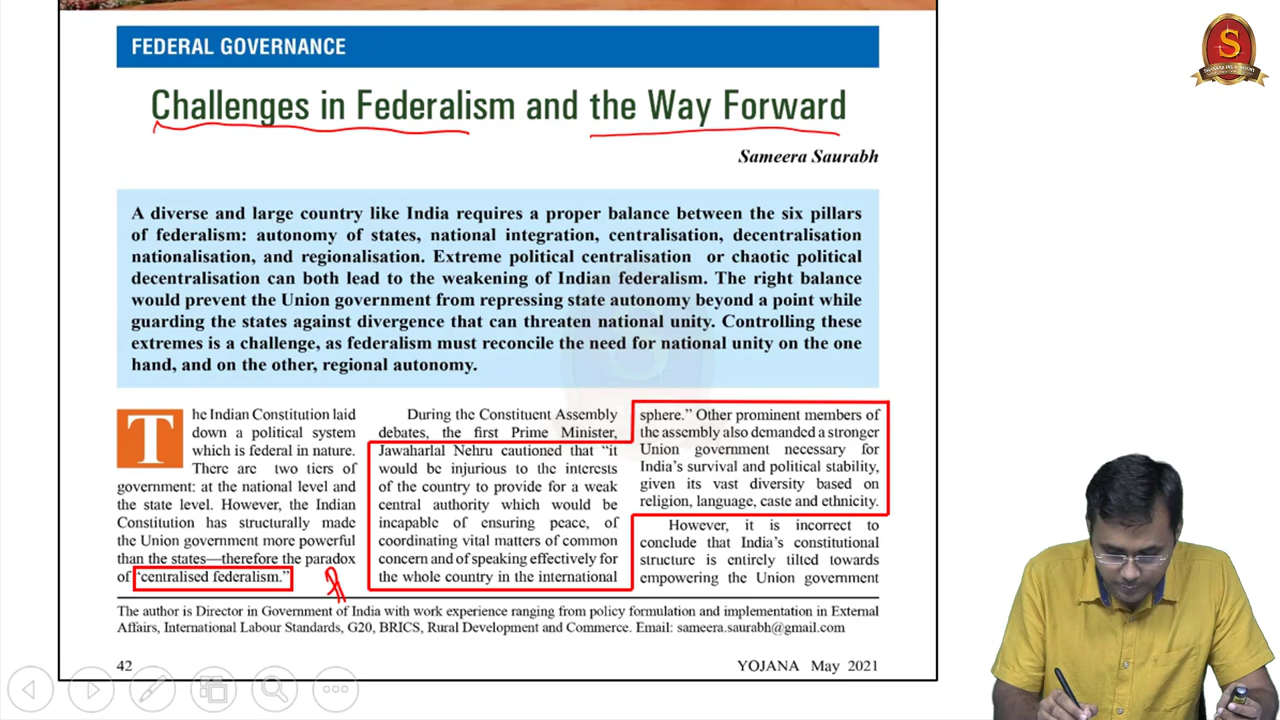 FEDERAL GOVERNANCE
Challenges in Federalism and the Way Forward
Sameera Saurabh
A diverse and large country like India requires a proper balance between the six pillars
of federalism: autonomy of states, national integration, centralisation, decentralisation
nationalisation, and regionalisation. Extreme political centralisation or chaotic political
decentralisation can both lead to the weakening of Indian federalism. The right balance
would prevent the Union government from repressing state autonomy beyond a point while
guarding the states against divergence that can threaten national unity. Controlling these
extremes is a challenge, as federalism must reconcile the need for national unity on the one
hand, and on the other, regional autonomy.
The Indian Constitution laid
down a political system
which is federal in nature.
There are two tiers of
government: at the national level and
the state level. However, the Indian
Constitution has structurally made
the Union government more powerful
than the states—therefore the paradox
of “centralised federalism.”
During the Constituent Assembly
debates, the first Prime Minister,
Jawaharlal Nehru cautioned that “it
would be injurious to the interests
of the country to provide for a weak
central authority which would be
incapable of ensuring peace, of
coordinating vital matters of common
concern and of speaking effectively for
the whole country in the international
sphere.” Other prominent members of
the assembly also demanded a stronger
Union government necessary for
India’s survival and political stability,
given its vast diversity based on
religion, language, caste and ethnicity.
However, it is incorrect to
conclude that India’s constitutional
structure is entirely tilted towards
empowering the Union government
The author is Director in Government of India with work experience ranging from policy formulation and implementation in External
Affairs, International Labour Standards, G20, BRICS, Rural Development and Commerce. Email: sameera.saurabh@gmail.com
42
YOJANA May 2021
S